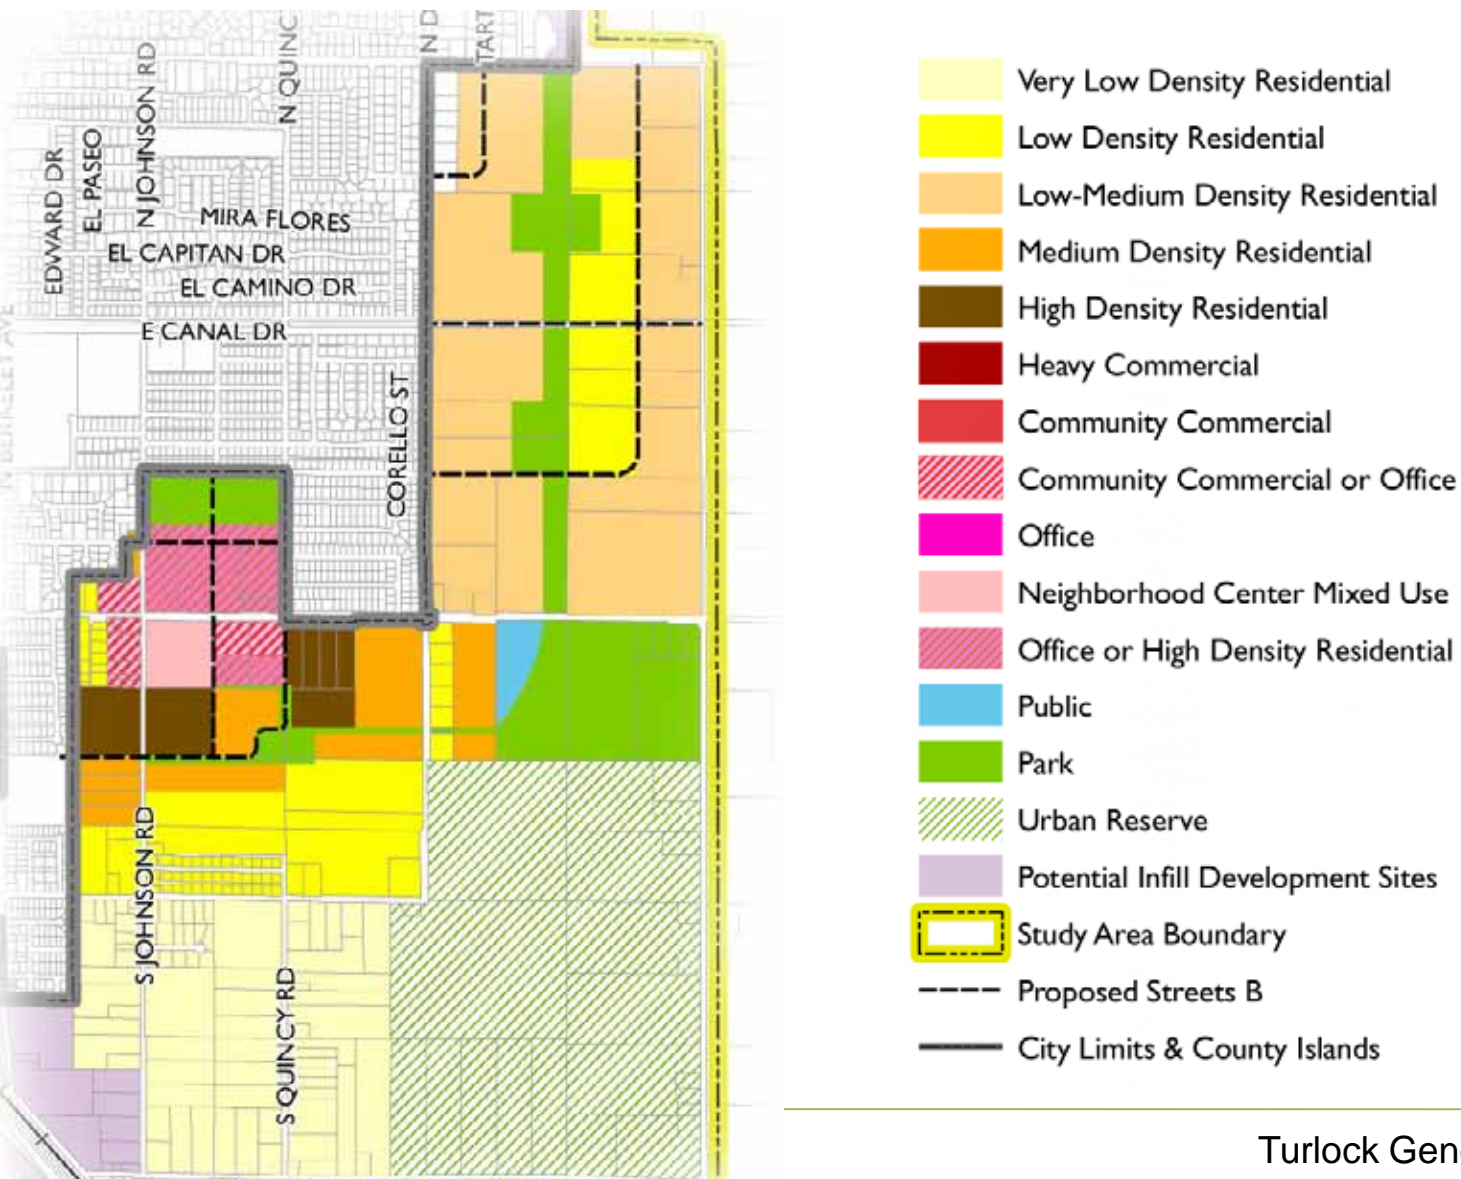 N QUINC
N D
TART
EDWARD DR
EL PASEO
N JOHNSON RD
MIRA FLORES
EL CAPITAN DR
EL CAMINO DR
E CANAL DR
N BERKELEY AVE
CORELLO ST
S JOHNSON RD
S QUINCY RD
Very Low Density Residential
Low Density Residential
Low-Medium Density Residential
Medium Density Residential
High Density Residential
Heavy Commercial
Community Commercial
Community Commercial or Office
Office
Neighborhood Center Mixed Use
Office or High Density Residential
Public
Park
Urban Reserve
Potential Infill Development Sites
Study Area Boundary
Proposed Streets B
City Limits & County Islands
Turlock Gen